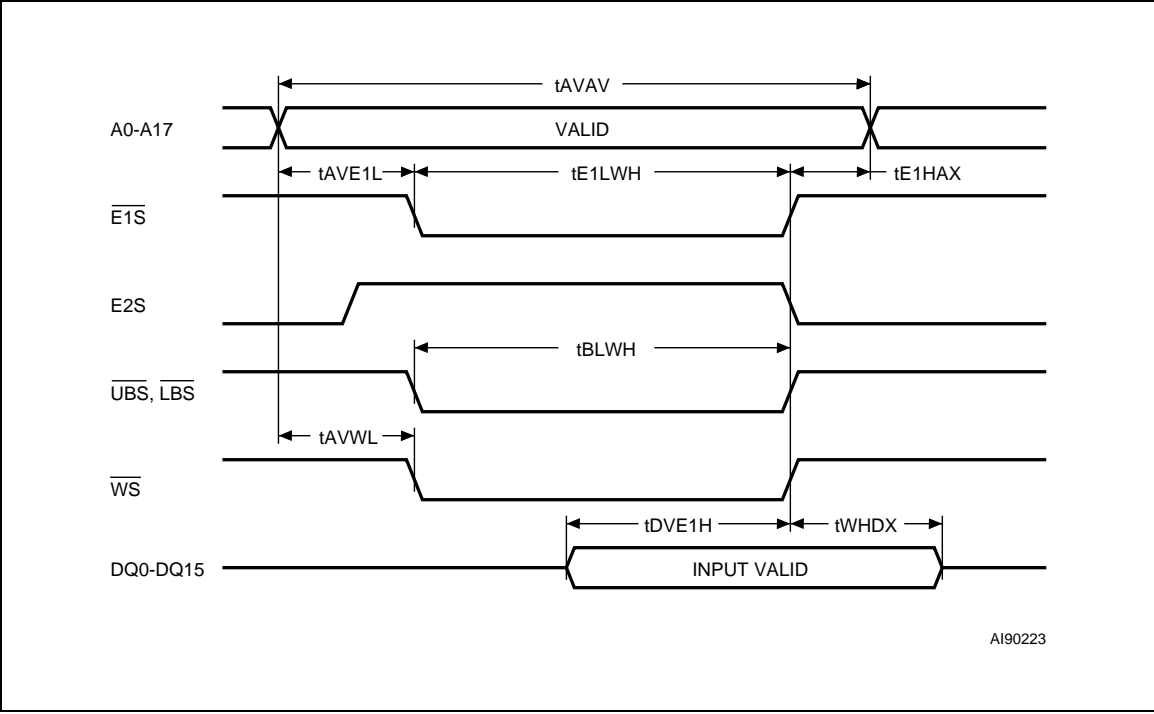 tAVAV
A0-A17
VALID
tAVE1L
tE1LWH
tE1HAX
E1S
E2S
tBLWH
UBS, LBS
tAVWL
WS
tDVE1H
tWHDX
DQ0-DQ15
INPUT VALID
AI90223